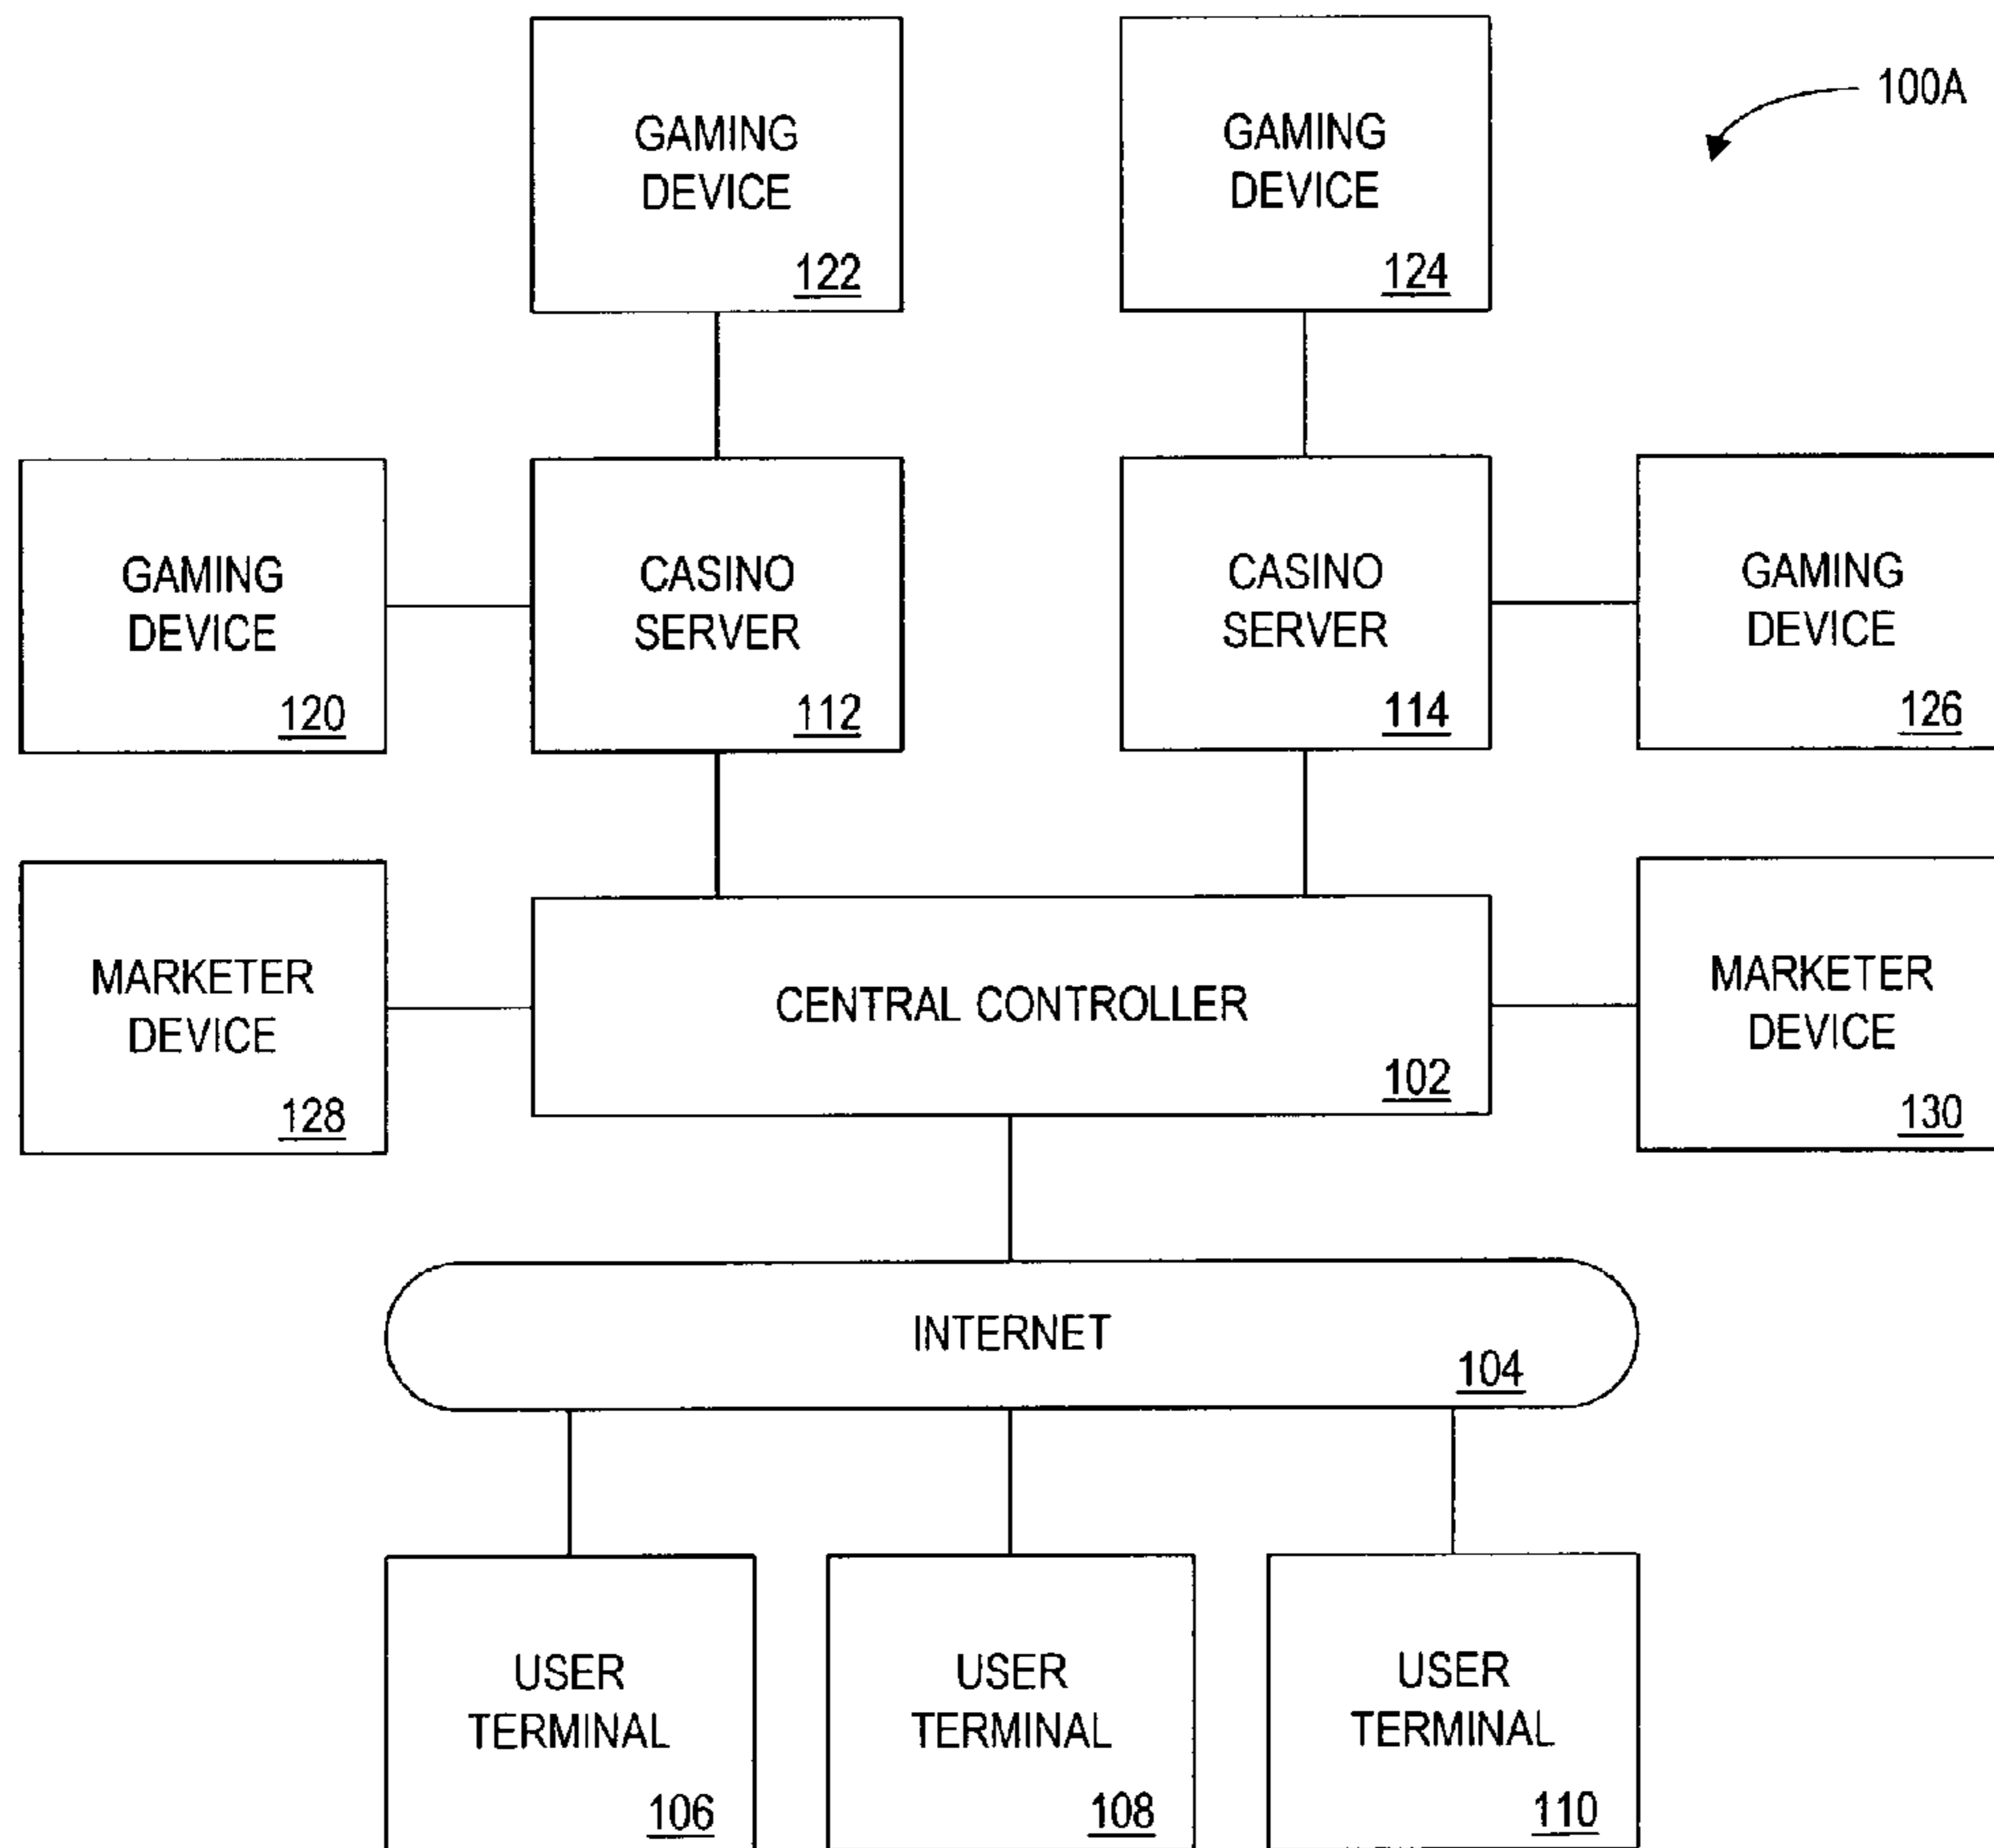 100A
GAMING
DEVICE
122
GAMING
DEVICE
124
GAMING
DEVICE
120
CASINO
SERVER
112
CASINO
SERVER
114
GAMING
DEVICE
126
MARKETER
DEVICE
128
CENTRAL CONTROLLER
102
MARKETER
DEVICE
130
INTERNET
104
USER
TERMINAL
106
USER
TERMINAL
108
USER
TERMINAL
110